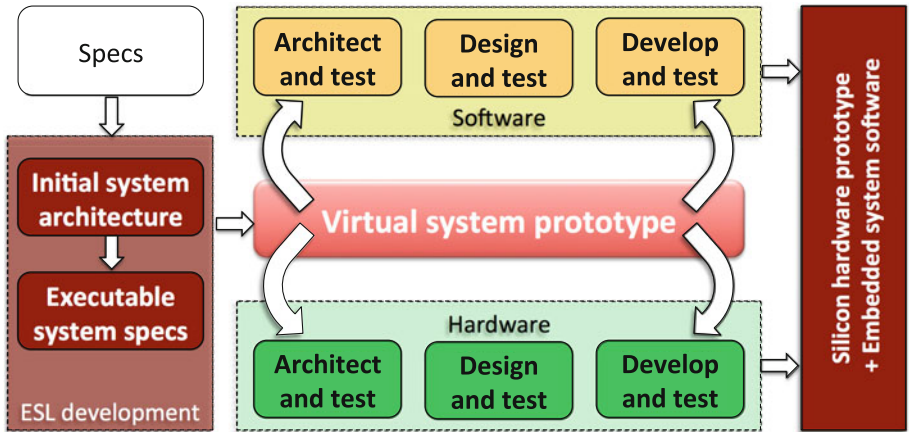 Specs
Initial system
architecture
Executable
system specs
ESL development
Architect
and test
Design
and test
Develop
and test
Software
Virtual system prototype
Hardware
Architect
and test
Design
and test
Develop
and test
Silicon hardware prototype
+ Embedded system software